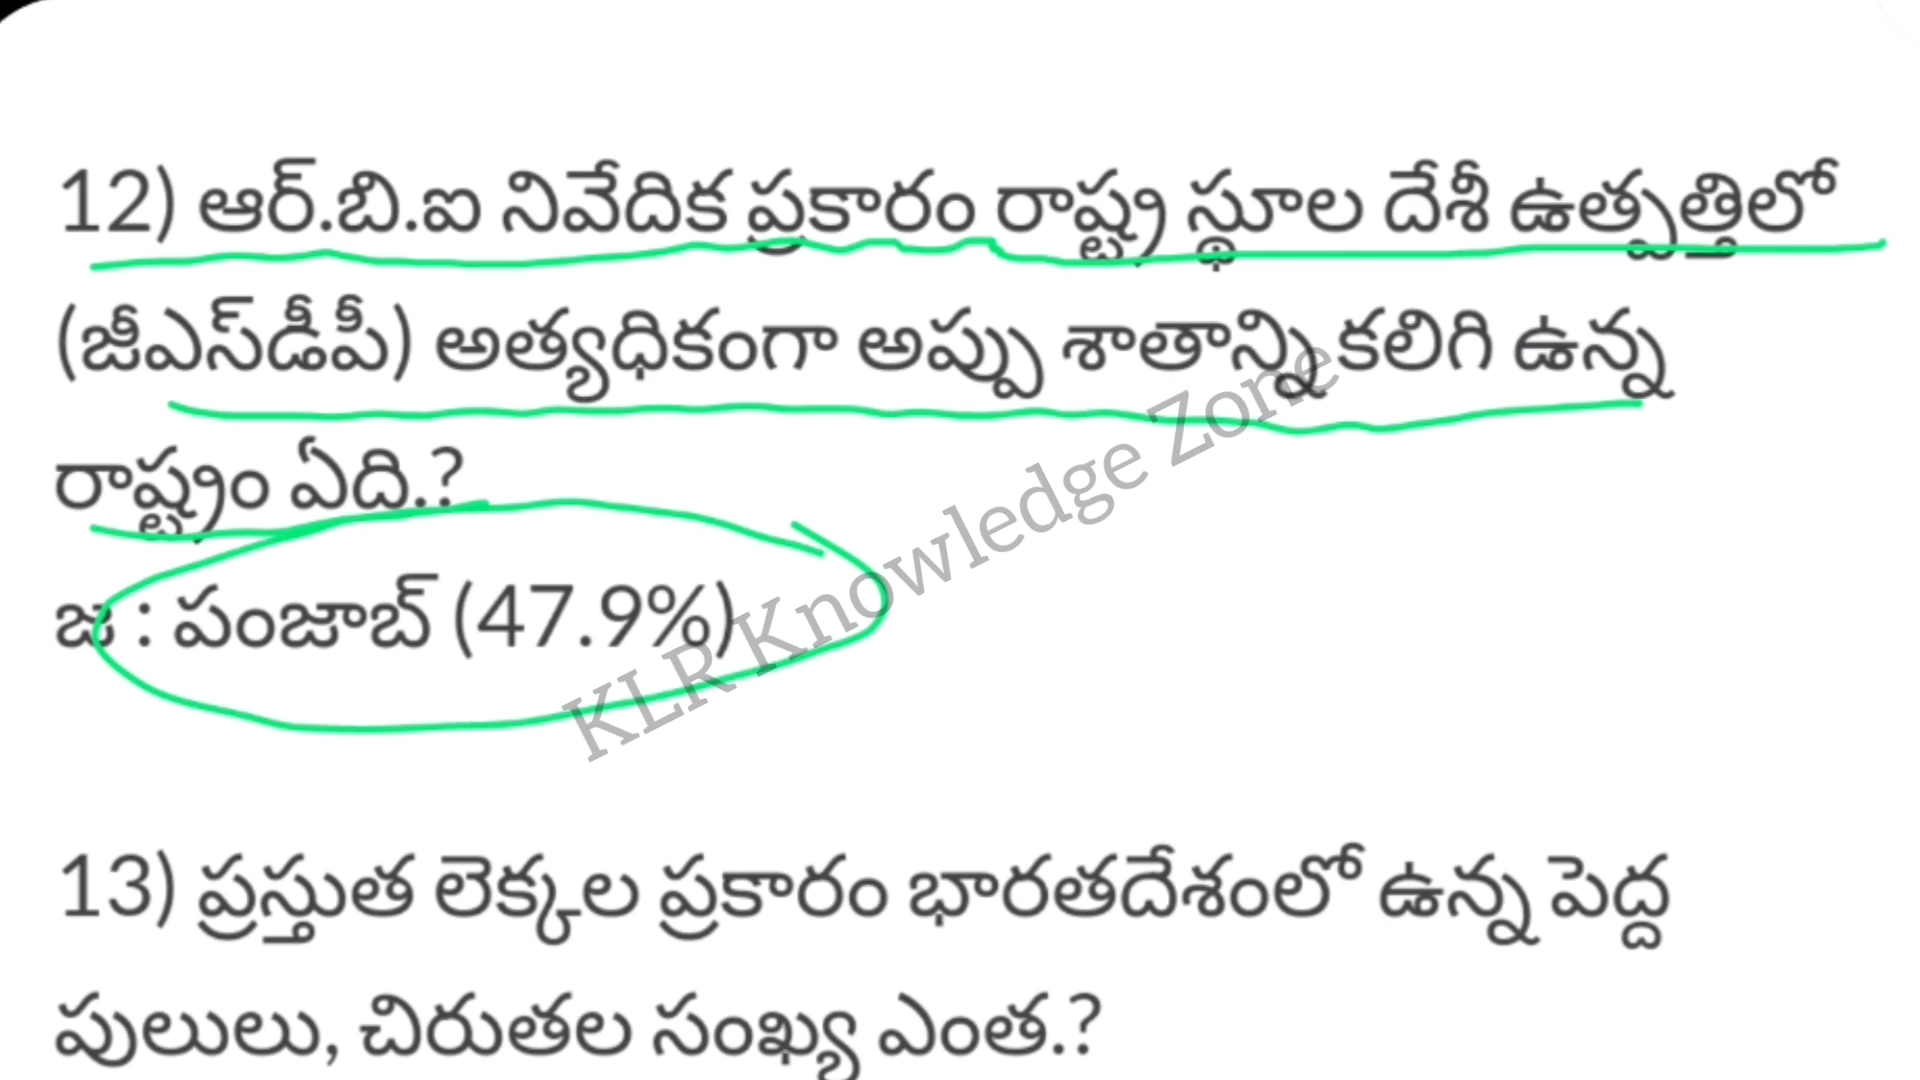 12) ఆర్.బి.ఐ నివేదిక ప్రకారం రాష్ట్ర స్థూల దేశీ ఉత్పత్తిలో
(జీఎస్‌డీపీ) అత్యధికంగా అప్పు శాతాన్ని కలిగి ఉన్న
రాష్ట్రం ఏది.?
జ : పంజాబ్ (47.9%)
KLR Knowledge Zone
13) ప్రస్తుత లెక్కల ప్రకారం భారతదేశంలో ఉన్న పెద్ద
పులులు, చిరుతల సంఖ్య ఎంత.?